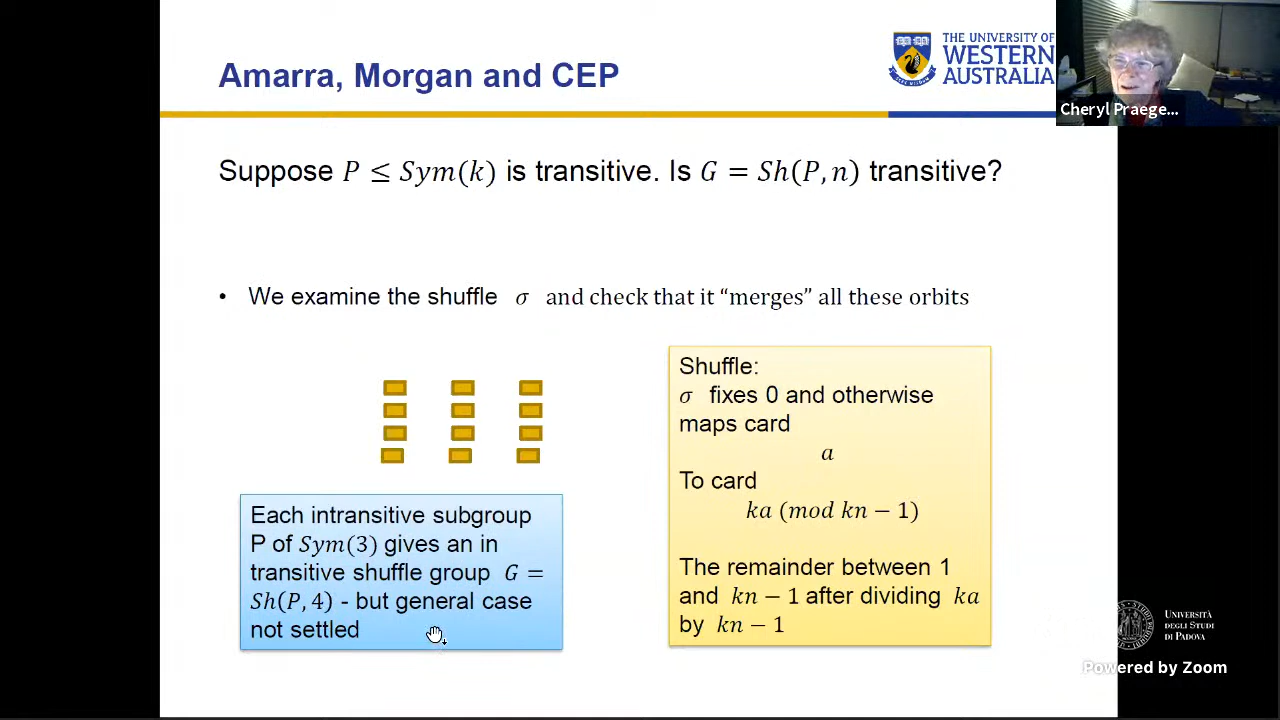 Amarra, Morgan and CEP
THE UNIVERSITY OF
WESTERN
AUSTRALIA
Cheryl Praege...
Suppose P ≤ Sym(k) is transitive. Is G = Sh(P, n) transitive?
• We examine the shuffle σ and check that it “merges” all these orbits
Each intransitive subgroup
P of Sym(3) gives an in
transitive shuffle group G =
Sh(P, 4) - but general case
not settled
Shuffle:
σ fixes 0 and otherwise
maps card
a
To card
ka (mod kn − 1)
The remainder between 1
and kn − 1 after dividing ka
by kn − 1
UNIVERSITÀ
DEGLI STUDI
DI PADOVA
Powered by Zoom